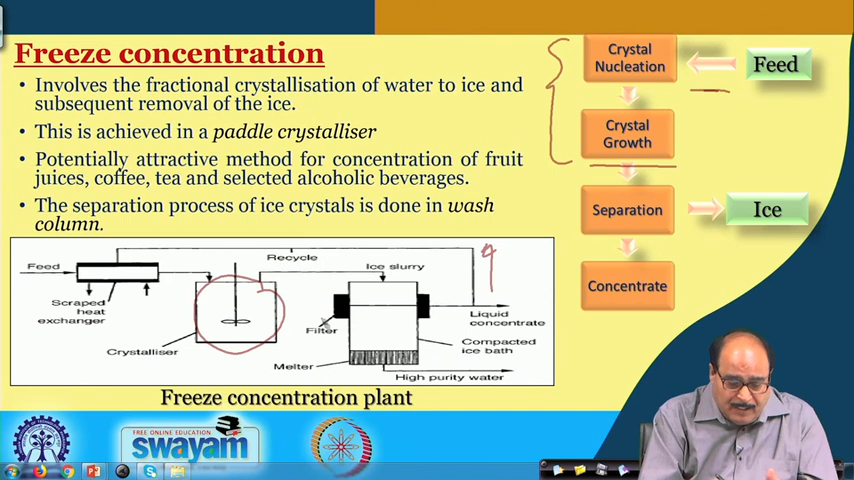 Freeze concentration
• Involves the fractional crystallisation of water to ice and
subsequent removal of the ice.
• This is achieved in a paddle crystalliser
• Potentially attractive method for concentration of fruit
juices, coffee, tea and selected alcoholic beverages.
• The separation process of ice crystals is done in wash
column.
Crystal
Nucleation
Feed
Crystal
Growth
Separation
Ice
Concentrate
Feed
Recycle
Ice slurry
Scraped
heat
exchanger
Filter
Liquid
concentrate
Crystalliser
Compacted
ice bath
Melter
High purity water
Freeze concentration plant
FREE ONLINE EDUCATION
swayam